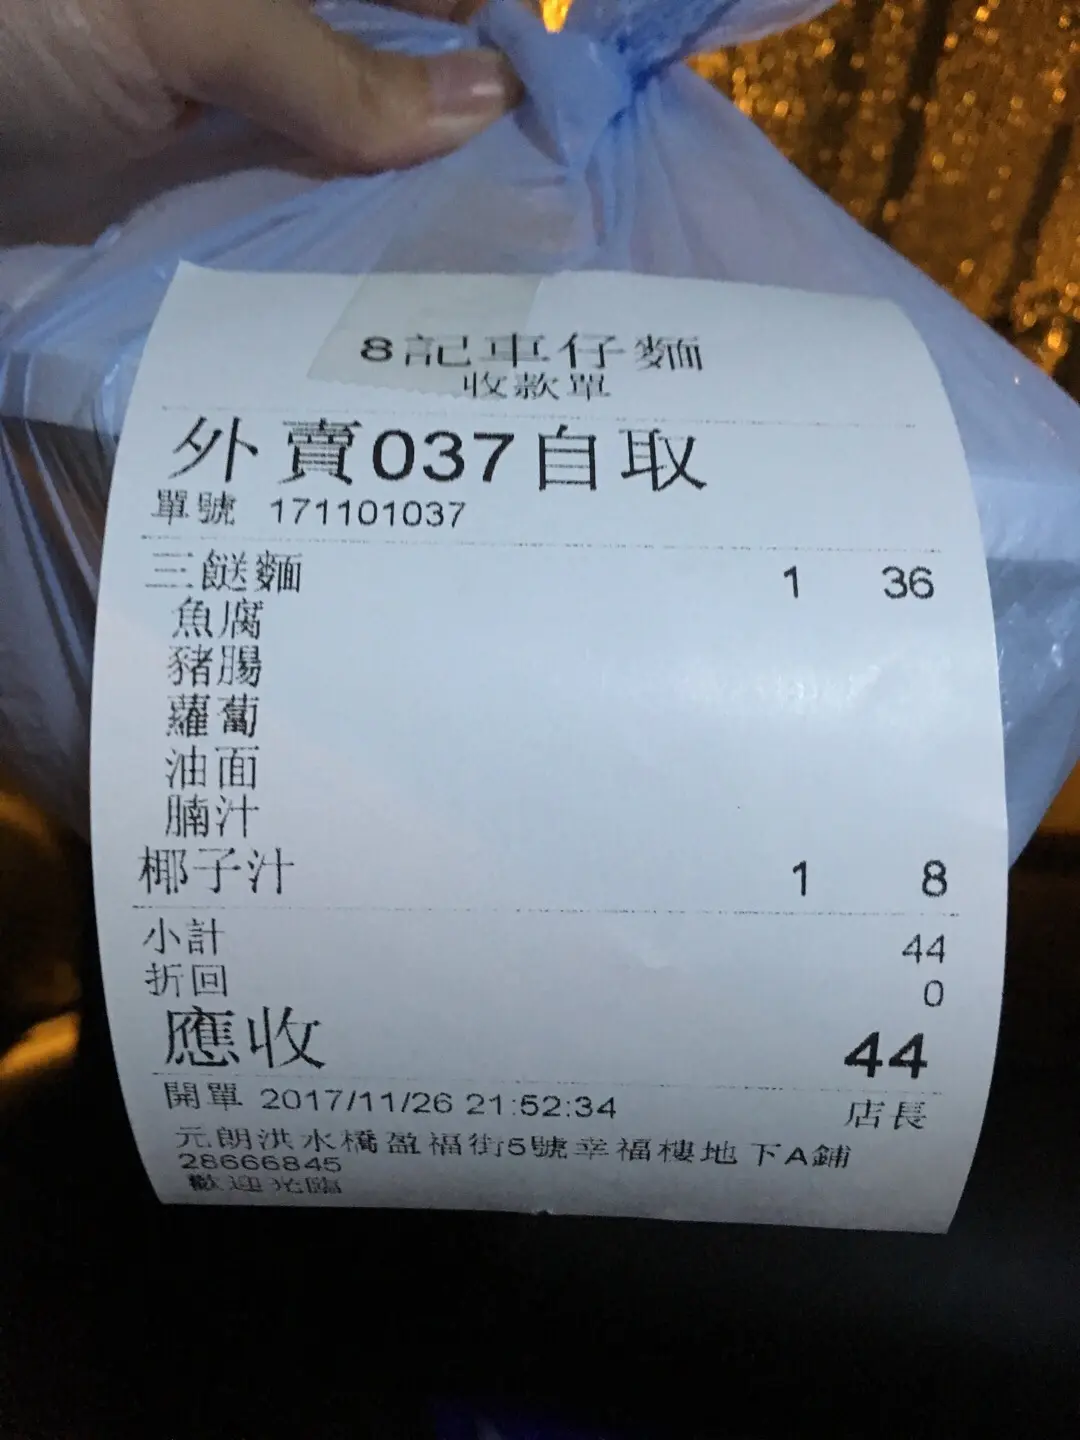 8記車仔麵
收款單
外賣037自取
單號 171101037
三餸麵 1 36
魚腐
豬腸
蘿蔔
油面
腩汁
椰子汁 1 8
小計 44
折回 0
應收 44
開單 2017/11/26 21:52:34 店長
元朗洪水橋盈福街5號幸福樓地下A鋪
28666845
歡迎光臨